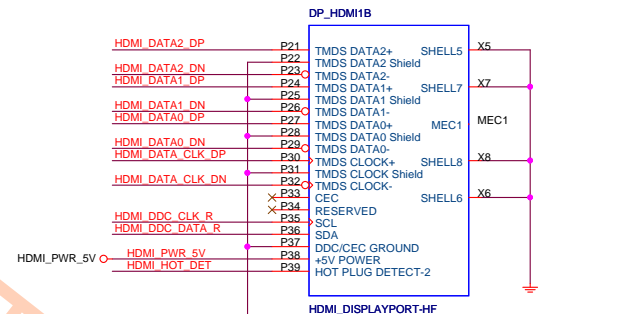 DP_HDMI1B
HDMI_DATA2_DP P21 TMDS DATA2+ SHELL5 X5
P22 TMDS DATA2 Shield
HDMI_DATA2_DN P23 TMDS DATA2-
HDMI_DATA1_DP P24 TMDS DATA1+ SHELL7 X7
P25 TMDS DATA1 Shield
HDMI_DATA1_DN P26 TMDS DATA1-
HDMI_DATA0_DP P27 TMDS DATA0+ MEC1 MEC1
P28 TMDS DATA0 Shield
HDMI_DATA0_DN P29 TMDS DATA0-
HDMI_DATA_CLK_DP P30 TMDS CLOCK+ SHELL8 X8
P31 TMDS CLOCK Shield
HDMI_DATA_CLK_DN P32 TMDS CLOCK-
P33 CEC SHELL6 X6
P34 RESERVED
HDMI_DDC_CLK_R P35 SCL
HDMI_DDC_DATA_R P36 SDA
P37 DDC/CEC GROUND
HDMI_PWR_5V HDMI_PWR_5V P38 +5V POWER
HDMI_HOT_DET P39 HOT PLUG DETECT-2
HDMI_DISPLAYPORT-HF